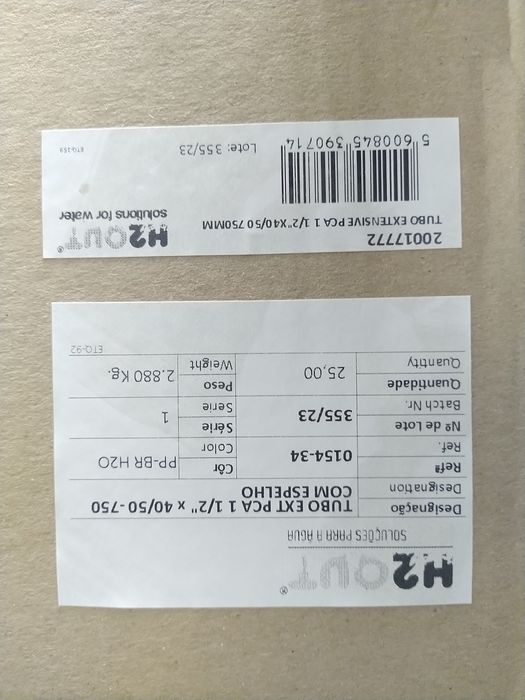 H2OUT®
SOLUÇÕES PARA A ÁGUA
Designação
Designation
TUBO EXT PCA 1 1/2" x 40/50-750
COM ESPELHO
Refª
Ref.
0154-34
Côr
Color
PP-BR H2O
Nº de Lote
Batch Nr.
355/23
Série
Serie
1
Quantidade
Quantity
25,00
Peso
Weight
2.880 Kg.
ETQ-92
20017772
TUBO EXTENSIVE PCA 1 1/2"X40/50 750MM
H2OUT®
solutions for water
5 600845 390714
Lote: 355/23
ETQ-159